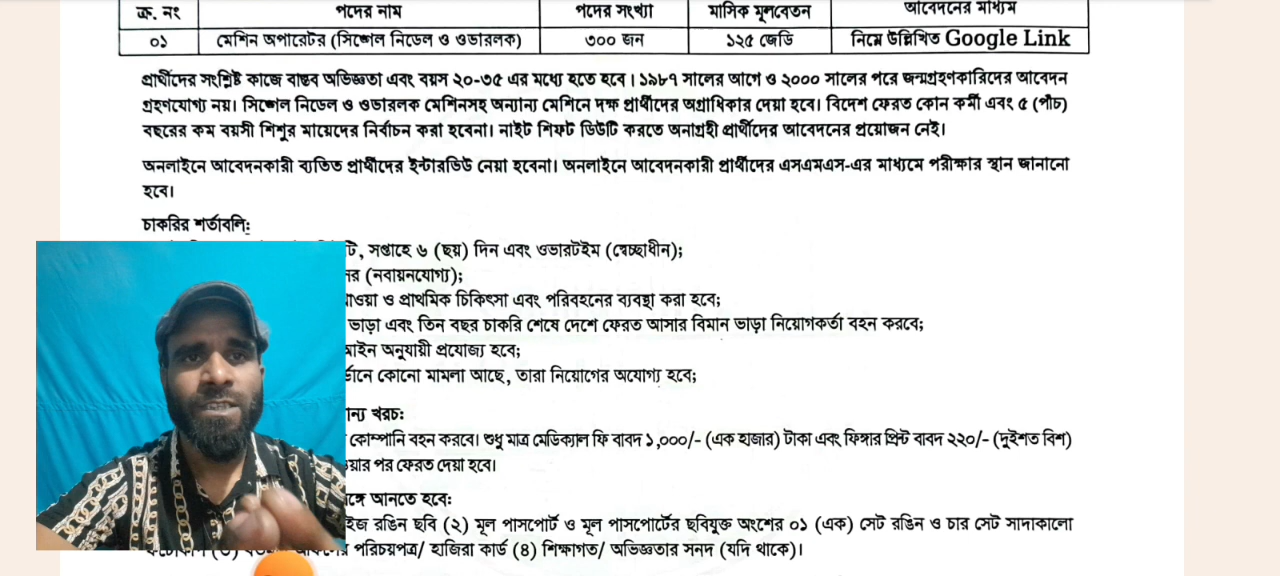 ক্র. নং পদের নাম পদের সংখ্যা মাসিক মূলবেতন আবেদনের মাধ্যম
০১ মেশিন অপারেটর (সিঙ্গেল নিডেল ও ওভারলক) ৩০০ জন ১২৫ জেডি নিম্নে উল্লিখিত Google Link
প্রার্থীদের সংশ্লিষ্ট কাজে বাস্তব অভিজ্ঞতা এবং বয়স ২০-৩৫ এর মধ্যে হতে হবে। ১৯৮৭ সালের আগে ও ২০০০ সালের পরে জন্মগ্রহণকারিদের আবেদন
গ্রহণযোগ্য নয়। সিঙ্গেল নিডেল ও ওভারলক মেশিনসহ অন্যান্য মেশিনে দক্ষ প্রার্থীদের অগ্রাধিকার দেয়া হবে। বিদেশ ফেরত কোন কর্মী এবং ৫ (পাঁচ)
বছরের কম বয়সী শিশুর মায়েদের নির্বাচন করা হবেনা। নাইট শিফট ডিউটি করতে অনাগ্রহী প্রার্থীদের আবেদনের প্রয়োজন নেই।
অনলাইনে আবেদনকারী ব্যতিত প্রার্থীদের ইন্টারভিউ নেয়া হবেনা। অনলাইনে আবেদনকারী প্রার্থীদের এসএমএস-এর মাধ্যমে পরীক্ষার স্থান জানানো
হবে।
চাকরির শর্তাবলি:
টি, সপ্তাহে ৬ (ছয়) দিন এবং ওভারটইম (স্বেচ্ছাধীন);
(নবায়নযোগ্য);
ওয়া ও প্রাথমিক চিকিৎসা এবং পরিবহনের ব্যবস্থা করা হবে;
ভাড়া এবং তিন বছর চাকরি শেষে দেশে ফেরত আসার বিমান ভাড়া নিয়োগকর্তা বহন করবে;
আইন অনুযায়ী প্রযোজ্য হবে;
র্ডানে কোনো মামলা আছে, তারা নিয়োগের অযোগ্য হবে;
ন্য খরচ:
কোম্পানি বহন করবে। শুধু মাত্র মেডিক্যাল ফি বাবদ ১,০০০/- (এক হাজার) টাকা এবং ফিঙ্গার প্রিন্ট বাবদ ২২০/- (দুইশত বিশ)
ওয়ার পর ফেরত দেয়া হবে।
ঙ্গে আনতে হবে:
ইজ রঙিন ছবি (২) মূল পাসপোর্ট ও মূল পাসপোর্টের ছবিযুক্ত অংশের ০১ (এক) সেট রঙিন ও চার সেট সাদাকালো
পরিচয়পত্র/ হাজিরা কার্ড (৪) শিক্ষাগত/ অভিজ্ঞতার সনদ (যদি থাকে)।